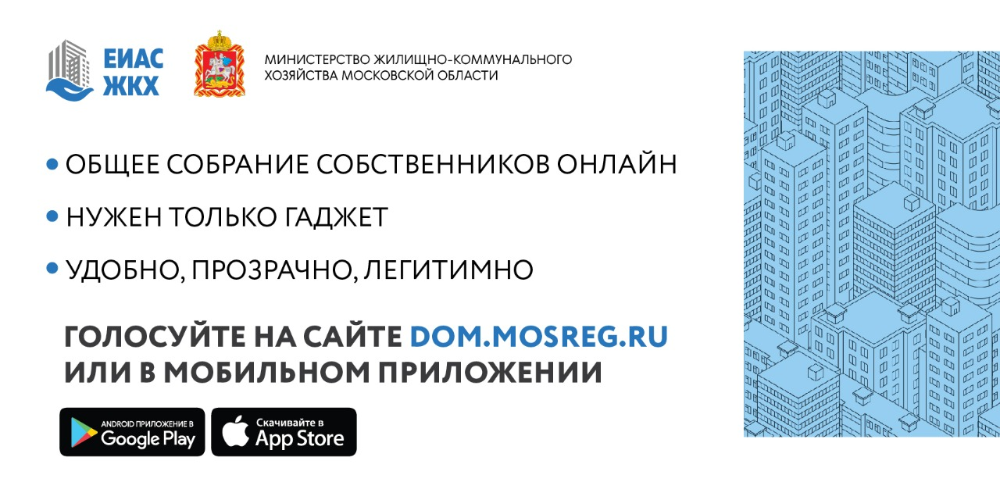 ЕИАС
ЖКХ
МИНИСТЕРСТВО ЖИЛИЩНО-КОММУНАЛЬНОГО
ХОЗЯЙСТВА МОСКОВСКОЙ ОБЛАСТИ
• ОБЩЕЕ СОБРАНИЕ СОБСТВЕННИКОВ ОНЛАЙН
• НУЖЕН ТОЛЬКО ГАДЖЕТ
• УДОБНО, ПРОЗРАЧНО, ЛЕГИТИМНО
ГОЛОСУЙТЕ НА САЙТЕ DOM.MOSREG.RU
ИЛИ В МОБИЛЬНОМ ПРИЛОЖЕНИИ
ANDROID ПРИЛОЖЕНИЕ В
Google Play
Скачивайте в
App Store